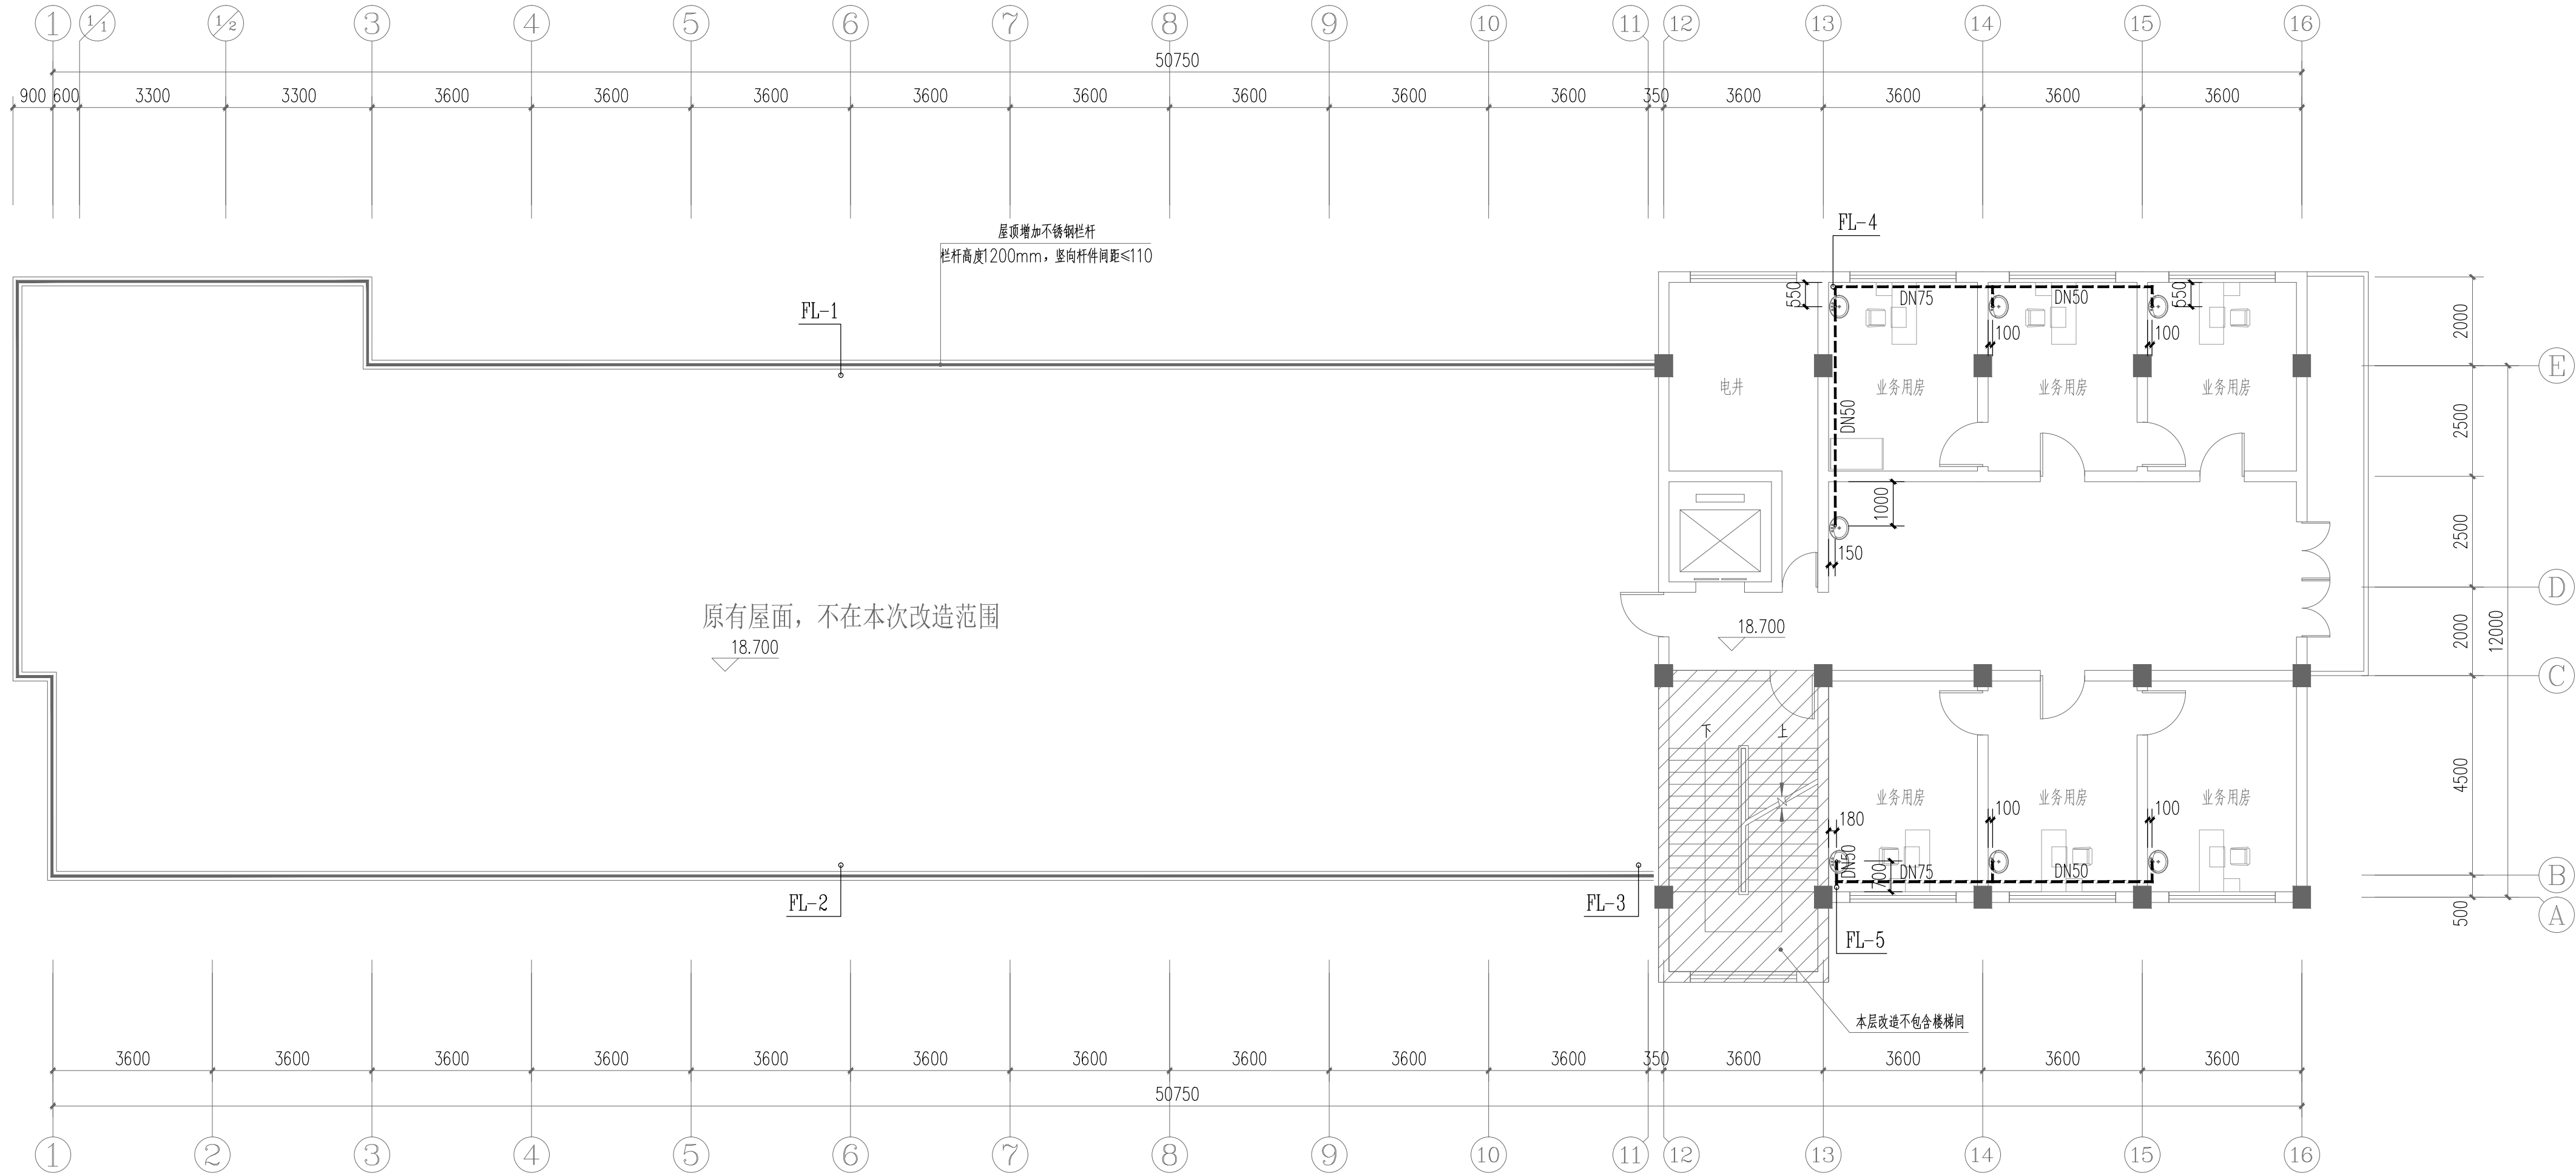 1 1/1 1/2 3 4 5 6 7 8 9 10 11 12 13 14 15 16
50750
900 600 3300 3300 3600 3600 3600 3600 3600 3600 3600 3600 350 3600 3600 3600 3600
FL-4
屋顶增加不锈钢栏杆
栏杆高度1200mm，竖向杆件间距≤110
FL-1
550 DN75 DN50 550
100 100
2000
E
电井 业务用房 业务用房 业务用房
DN50
2500
1000
150
2500
D
原有屋面，不在本次改造范围
18.700
18.700
2000
12000
C
下 上
4500
业务用房 业务用房 业务用房
180 100 100
DN50 700 DN75 DN50
B
FL-2 FL-3
500
A
FL-5
本层改造不包含楼梯间
3600 3600 3600 3600 3600 3600 3600 3600 3600 3600 350 3600 3600 3600 3600
50750
1 2 3 4 5 6 7 8 9 10 11 12 13 14 15 16